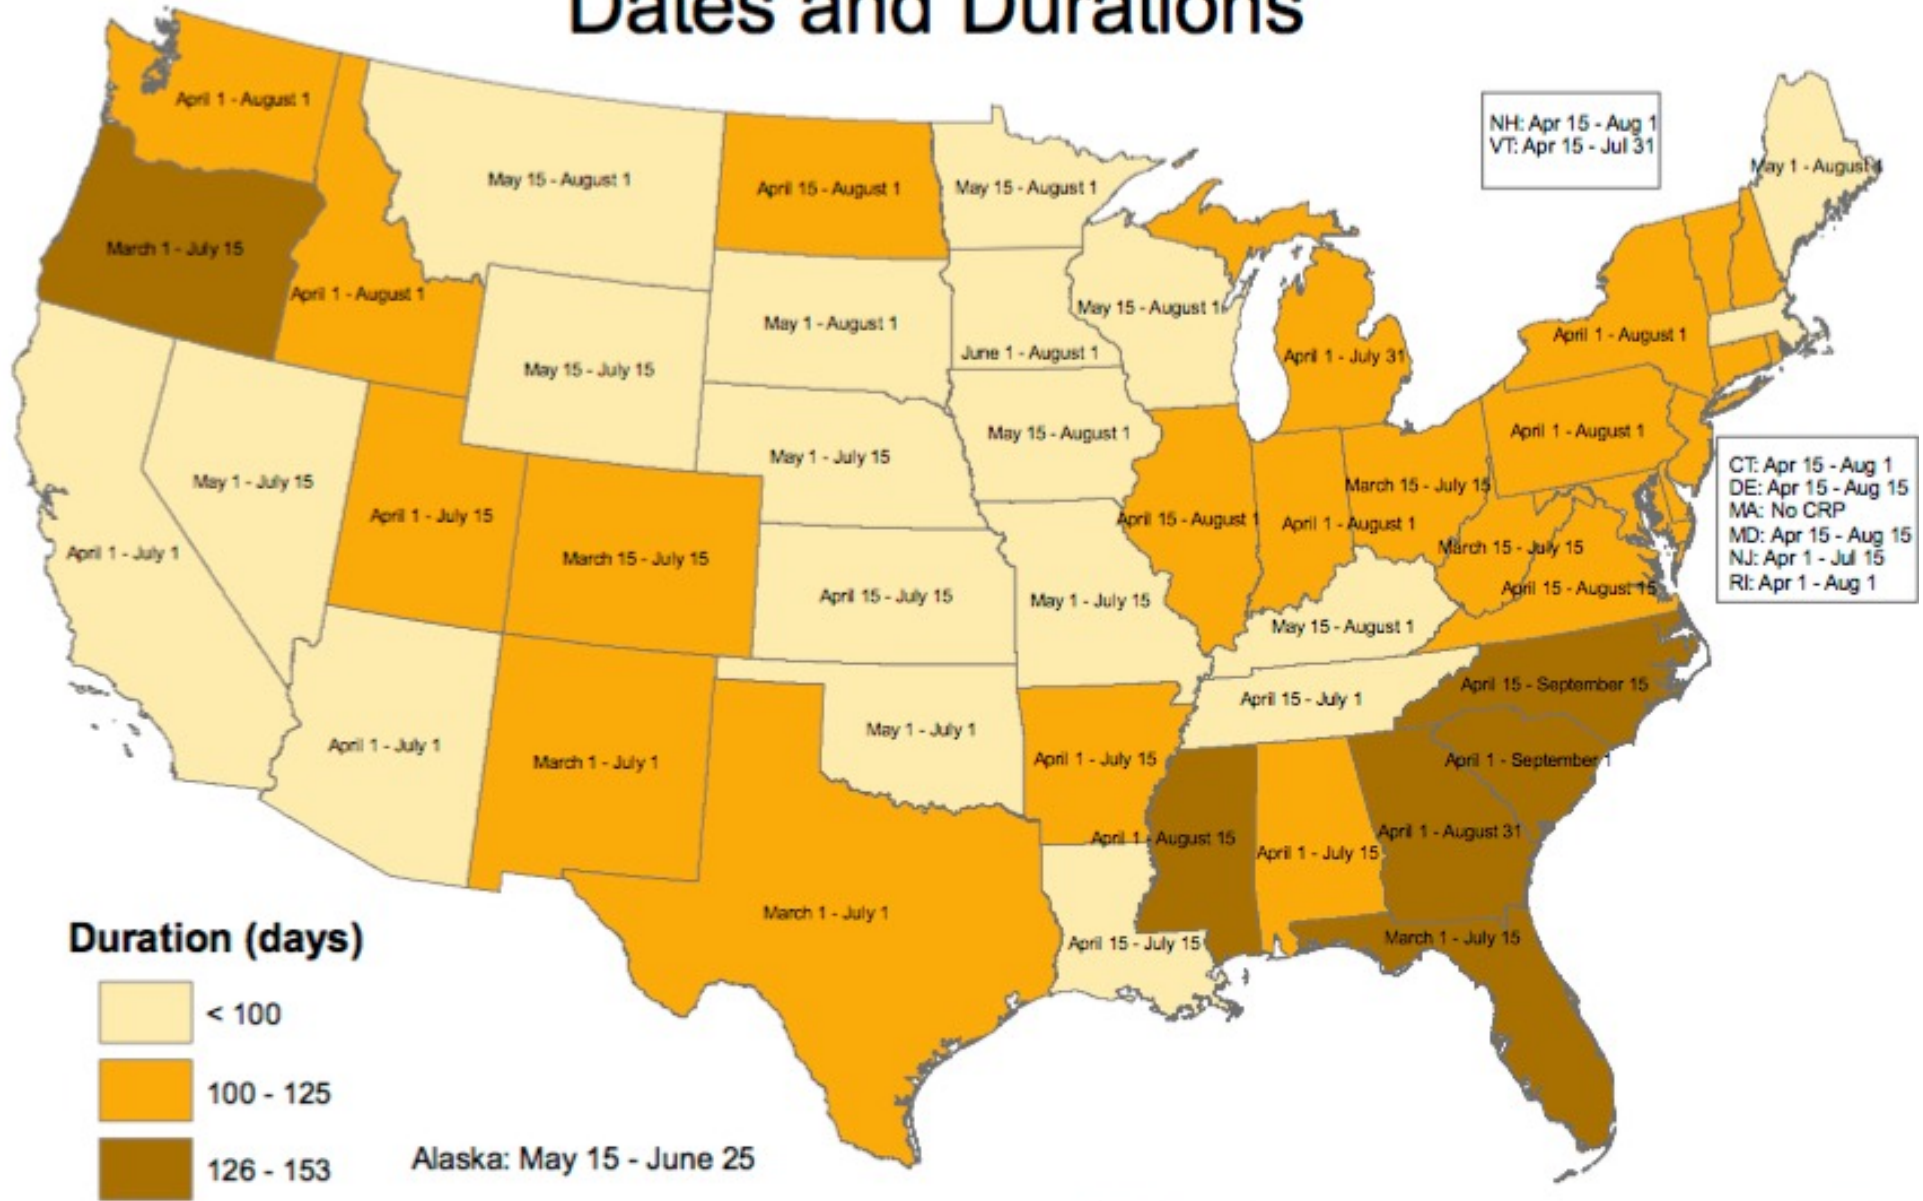 Dates and Durations
April 1 - August 1
March 1 - July 15
April 1 - August 1
May 15 - August 1
April 15 - August 1
May 15 - August 1
NH: Apr 15 - Aug 1
VT: Apr 15 - Jul 31
May 1 - August
May 15 - July 15
May 1 - August 1
June 1 - August 1
May 15 - August 1
April 1 - July 31
April 1 - August 1
April 1 - July 1
May 1 - July 15
April 1 - July 15
March 15 - July 15
May 1 - July 15
May 15 - August 1
April 15 - August 1
April 1 - August 1
March 15 - July 15
April 1 - August 1
CT: Apr 15 - Aug 1
DE: Apr 15 - Aug 15
MA: No CRP
MD: Apr 15 - Aug 15
NJ: Apr 1 - Jul 15
RI: Apr 1 - Aug 1
April 15 - July 15
May 1 - July 15
May 15 - August 1
March 15 - July 15
April 15 - August 15
April 1 - July 1
March 1 - July 1
May 1 - July 1
April 1 - July 15
April 15 - July 1
April 15 - September 15
April 1 - September 1
March 1 - July 1
April 1 - August 15
April 1 - July 15
April 1 - August 31
April 15 - July 15
March 1 - July 15
Duration (days)
< 100
100 - 125
126 - 153
Alaska: May 15 - June 25